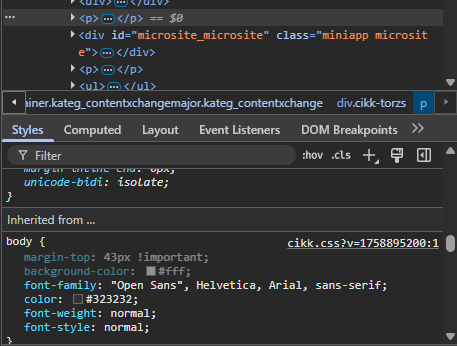 <div>…</div>
… ▶ <p>…</p> == $0
▶ <div id="microsite_microsite" class="miniapp microsit
e">…</div>
▶ <p>…</p>
▶ <ul>…</ul>
ainer.kateg_contentxchangemajor.kateg_contentxchange div.cikk-torzs p
Styles Computed Layout Event Listeners DOM Breakpoints »
Filter :hov .cls +
margin-inline-end: 0px;
unicode-bidi: isolate;
}
Inherited from ...
body { cikk.css?v=1758895200:1
margin-top: 43px !important;
background-color: #fff;
font-family: "Open Sans", Helvetica, Arial, sans-serif;
color: #323232;
font-weight: normal;
font-style: normal;
}